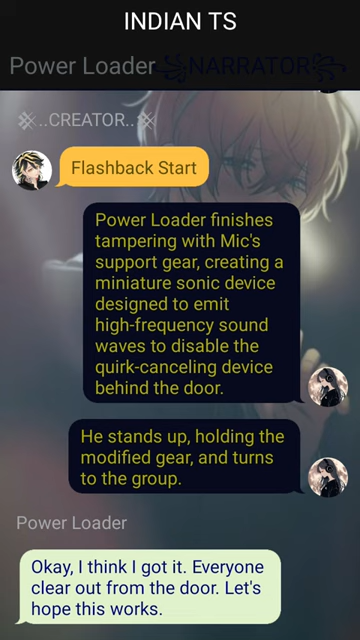 INDIAN TS
Power Loader꧁NARRATOR꧂
※..CREATOR..※
Flashback Start
Power Loader finishes
tampering with Mic's
support gear, creating a
miniature sonic device
designed to emit
high-frequency sound
waves to disable the
quirk-canceling device
behind the door.
He stands up, holding the
modified gear, and turns
to the group.
Power Loader
Okay, I think I got it. Everyone
clear out from the door. Let's
hope this works.